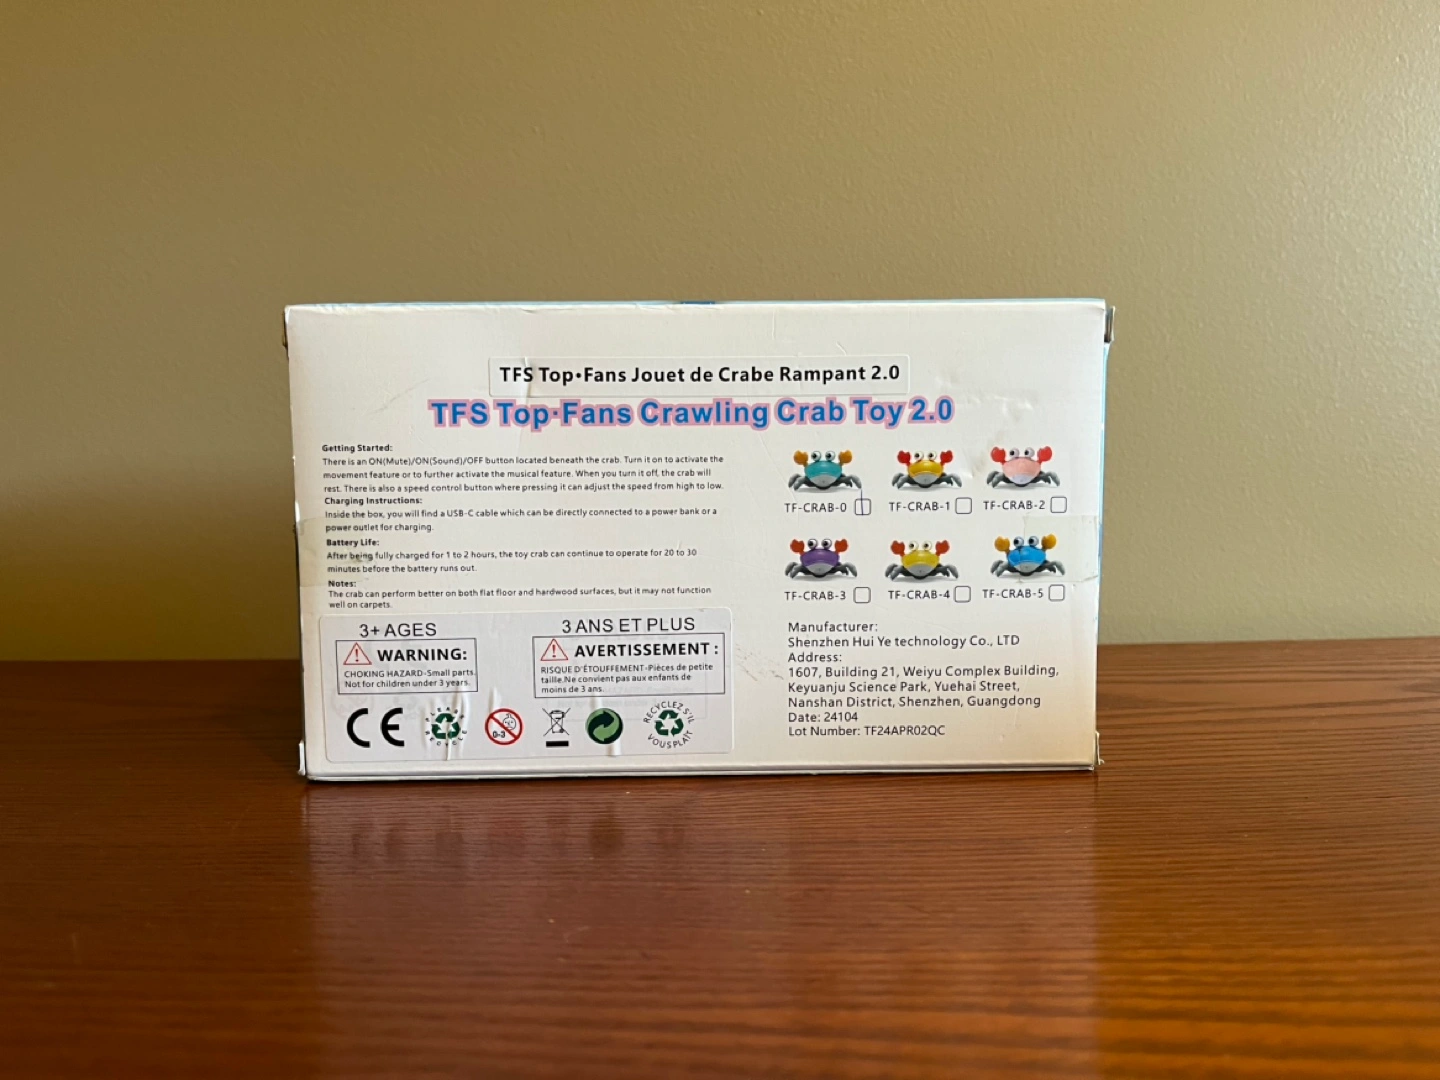 TFS Top•Fans Jouet de Crabe Rampant 2.0
TFS Top·Fans Crawling Crab Toy 2.0
Getting Started:
There is an ON(Mute)/ON(Sound)/OFF button located beneath the crab. Turn it on to activate the
movement feature or to further activate the musical feature. When you turn it off, the crab will
rest. There is also a speed control button where pressing it can adjust the speed from high to low.
Charging Instructions:
Inside the box, you will find a USB-C cable which can be directly connected to a power bank or a
power outlet for charging.
Battery Life:
After being fully charged for 1 to 2 hours, the toy crab can continue to operate for 20 to 30
minutes before the battery runs out.
Notes:
The crab can perform better on both flat floor and hardwood surfaces, but it may not function
well on carpets.
3+ AGES
WARNING:
CHOKING HAZARD-Small parts.
Not for children under 3 years.
3 ANS ET PLUS
AVERTISSEMENT :
RISQUE D'ÉTOUFFEMENT-Pièces de petite
taille.Ne convient pas aux enfants de
moins de 3 ans.
CE
PLEASE
RECYCLE
0-3
RECYCLEZ S'IL
VOUS PLAIT
TF-CRAB-0
TF-CRAB-1
TF-CRAB-2
TF-CRAB-3
TF-CRAB-4
TF-CRAB-5
Manufacturer:
Shenzhen Hui Ye technology Co., LTD
Address:
1607, Building 21, Weiyu Complex Building,
Keyuanju Science Park, Yuehai Street,
Nanshan District, Shenzhen, Guangdong
Date: 24104
Lot Number: TF24APR02QC